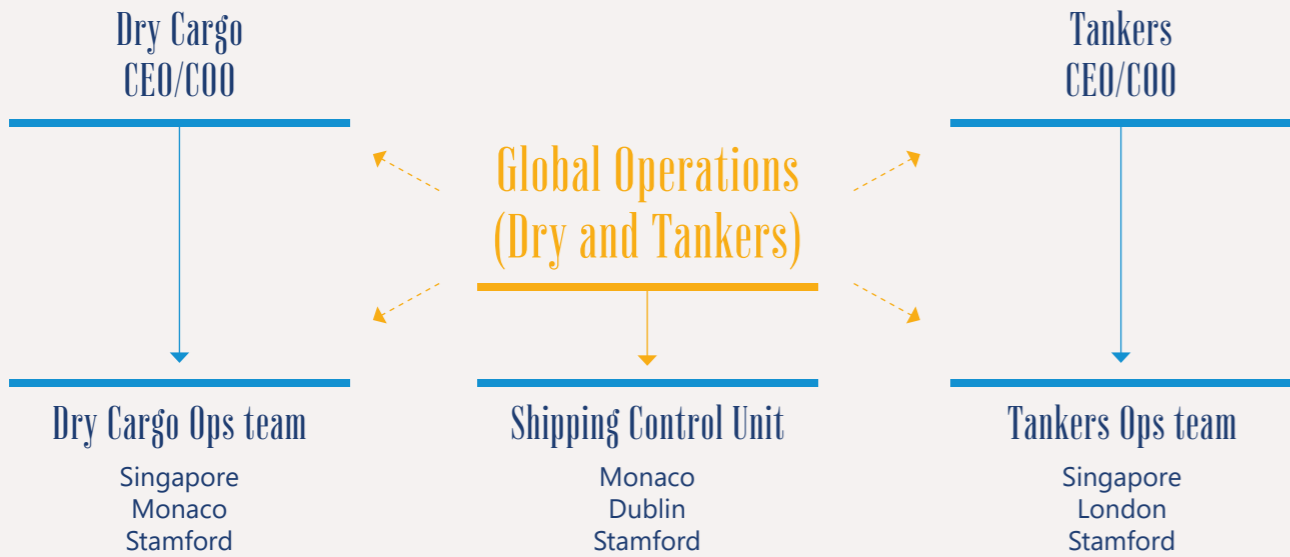 Dry Cargo
CEO/COO
Tankers
CEO/COO
Global Operations
(Dry and Tankers)
Dry Cargo Ops team
Singapore
Monaco
Stamford
Shipping Control Unit
Monaco
Dublin
Stamford
Tankers Ops team
Singapore
London
Stamford